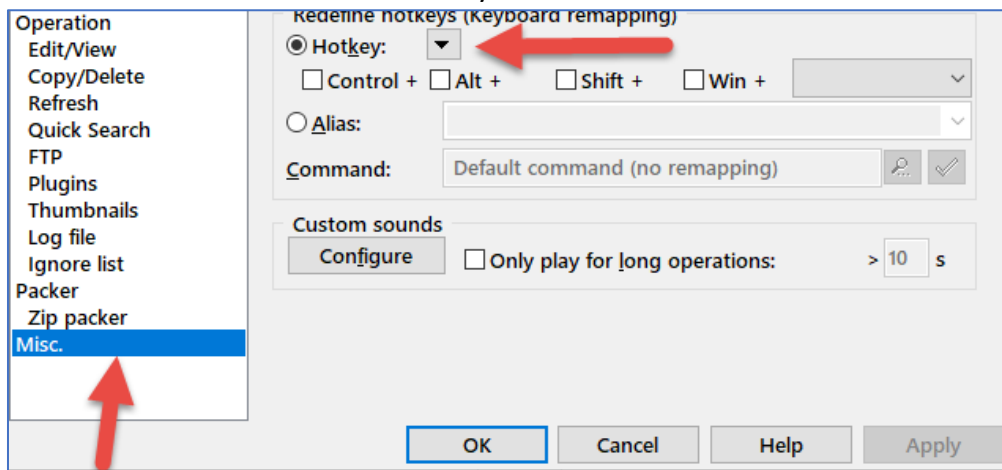 Operation
Edit/View
Copy/Delete
Refresh
Quick Search
FTP
Plugins
Thumbnails
Log file
Ignore list
Packer
Zip packer
Misc.
Redefine hotkeys (Keyboard remapping)
Hotkey:
Control + Alt + Shift + Win +
Alias:
Command: Default command (no remapping)
Custom sounds
Configure Only play for long operations: > 10 s
OK Cancel Help Apply